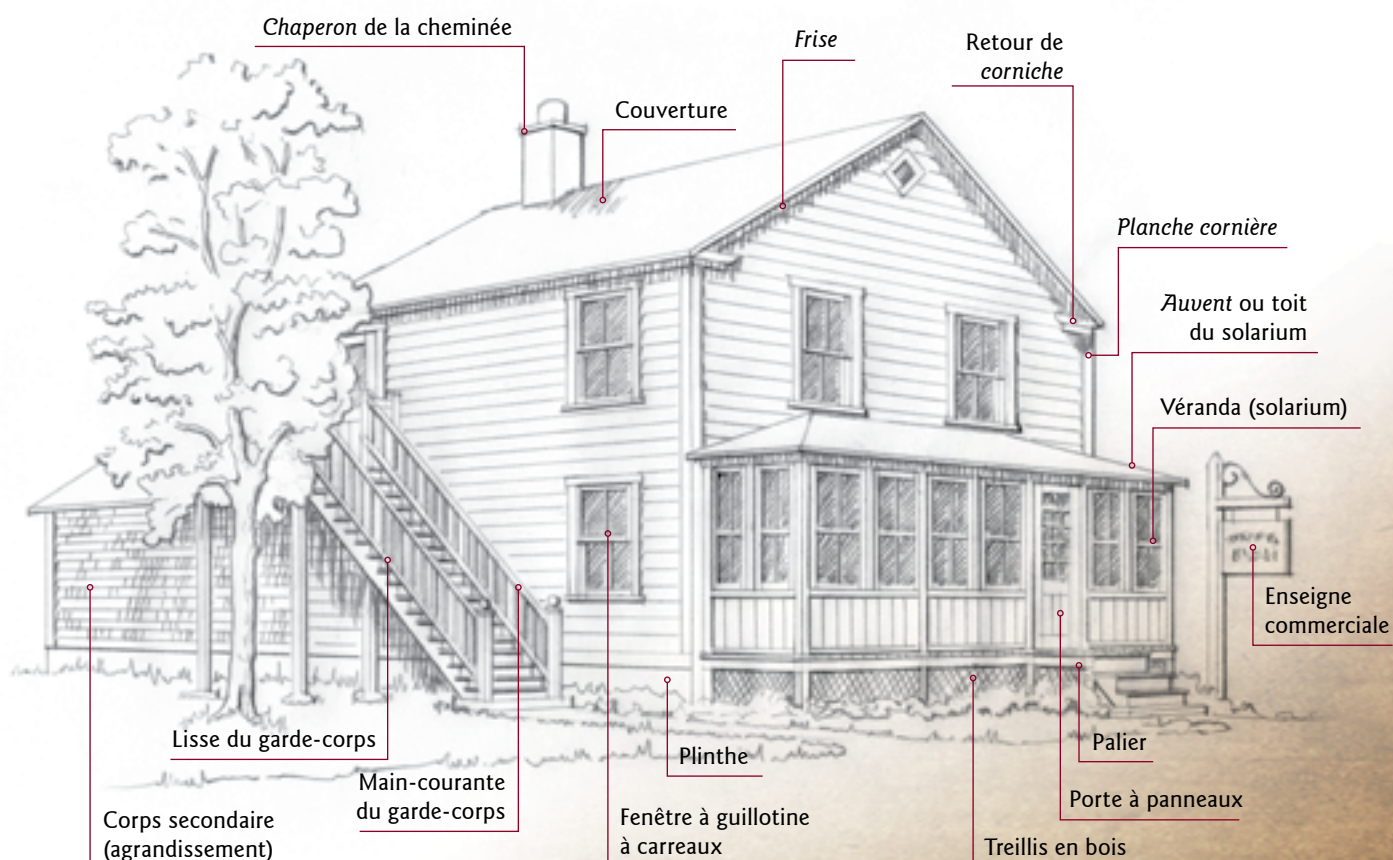 Chaperon de la cheminée
Frise
Retour de
corniche
Couverture
Planche cornière
Auvent ou toit
du solarium
Véranda (solarium)
Enseigne
commerciale
Lisse du garde-corps
Main-courante
du garde-corps
Plinthe
Palier
Porte à panneaux
Corps secondaire
(agrandissement)
Fenêtre à guillotine
à carreaux
Treillis en bois